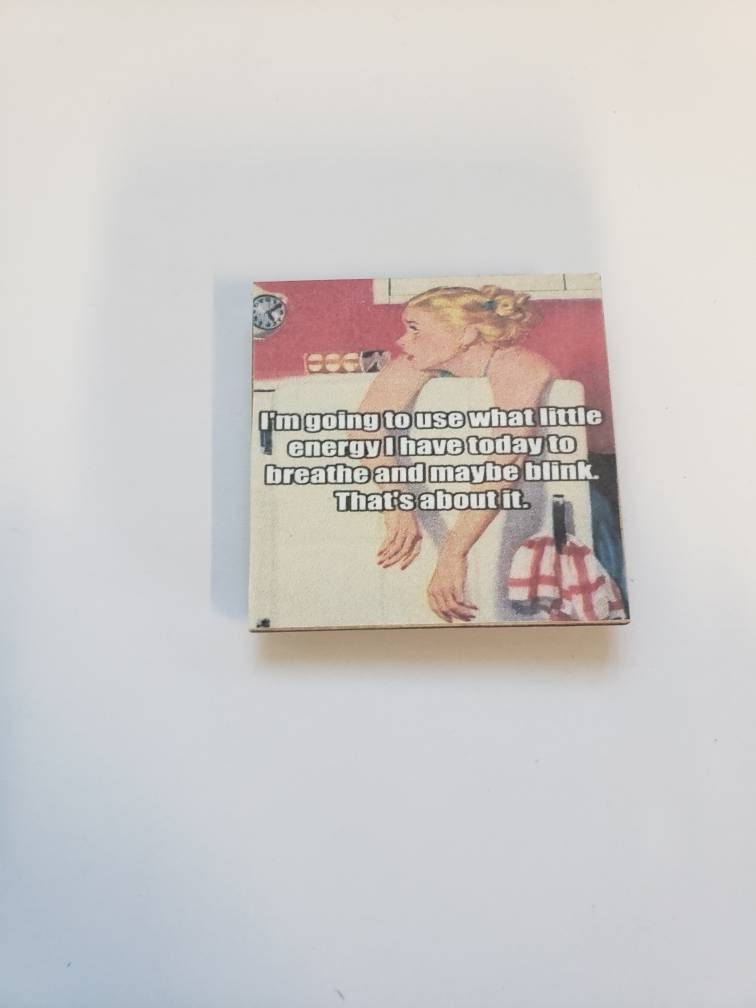 I'm going to use what little
energy I have today to
breathe and maybe blink.
That's about it.